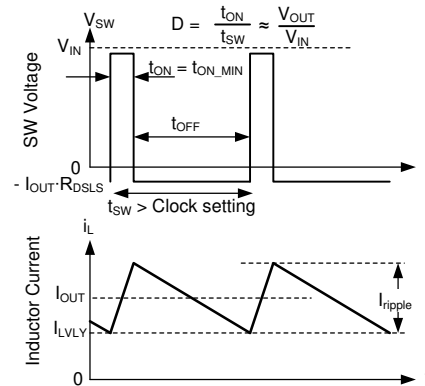 V_SW
D = t_ON / t_SW ≈ V_OUT / V_IN
V_IN
t_ON = t_ON_MIN
SW Voltage
t_OFF
0
- I_OUT·R_DSLS
t_SW > Clock setting
i_L
Inductor Current
I_OUT
I_ripple
I_LVLY
0